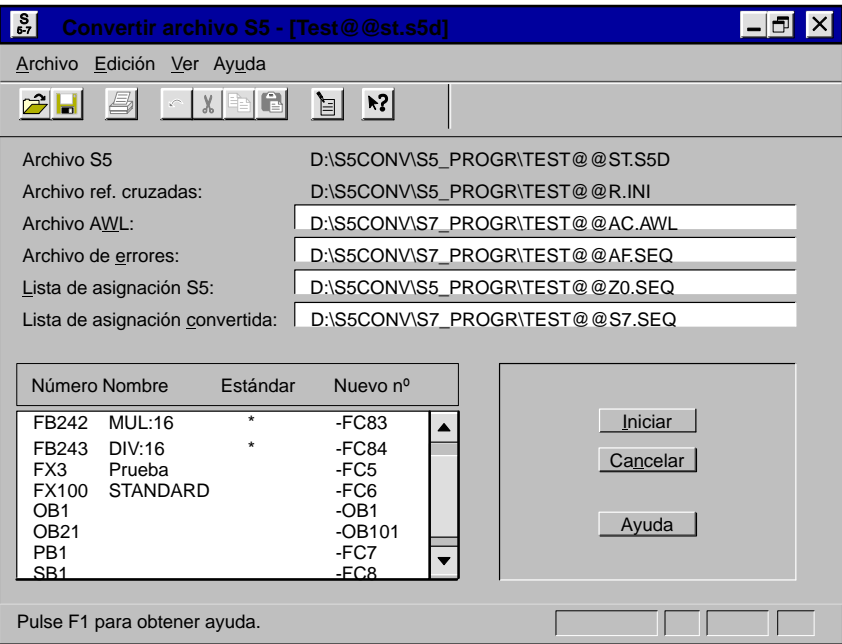 S
6-7
Convertir archivo S5 - [Test@@st.s5d]
Archivo Edición Ver Ayuda
Archivo S5 D:\S5CONV\S5_PROGR\TEST@@ST.S5D
Archivo ref. cruzadas: D:\S5CONV\S5_PROGR\TEST@@R.INI
Archivo AWL: D:\S5CONV\S7_PROGR\TEST@@AC.AWL
Archivo de errores: D:\S5CONV\S7_PROGR\TEST@@AF.SEQ
Lista de asignación S5: D:\S5CONV\S5_PROGR\TEST@@Z0.SEQ
Lista de asignación convertida: D:\S5CONV\S7_PROGR\TEST@@S7.SEQ
Número Nombre Estándar Nuevo nº
FB242 MUL:16 * -FC83
FB243 DIV:16 * -FC84
FX3 Prueba -FC5
FX100 STANDARD -FC6
OB1 -OB1
OB21 -OB101
PB1 -FC7
SB1 -FC8
Iniciar
Cancelar
Ayuda
Pulse F1 para obtener ayuda.